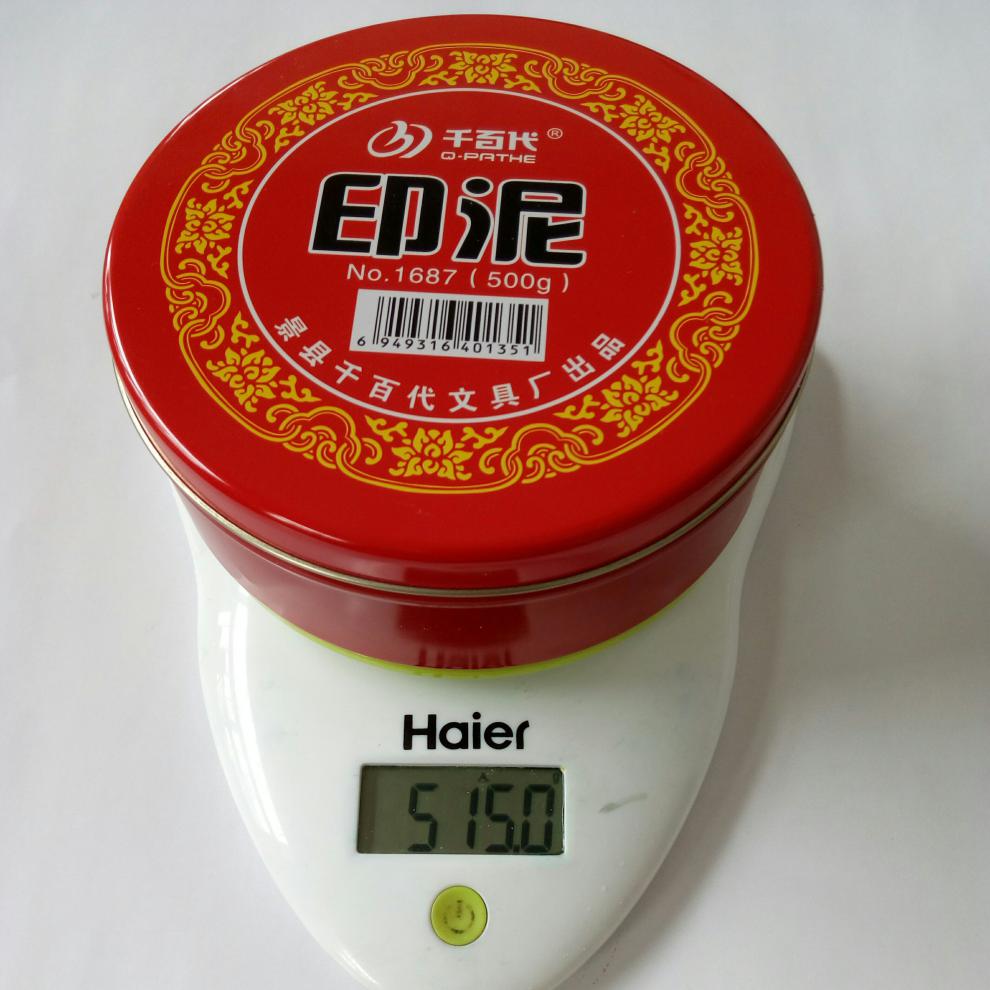 千百代®
Q-PATHE
印泥
No.1687 ( 500g )
6 949316 401351
景县千百代文具厂出品
Haier
515.0